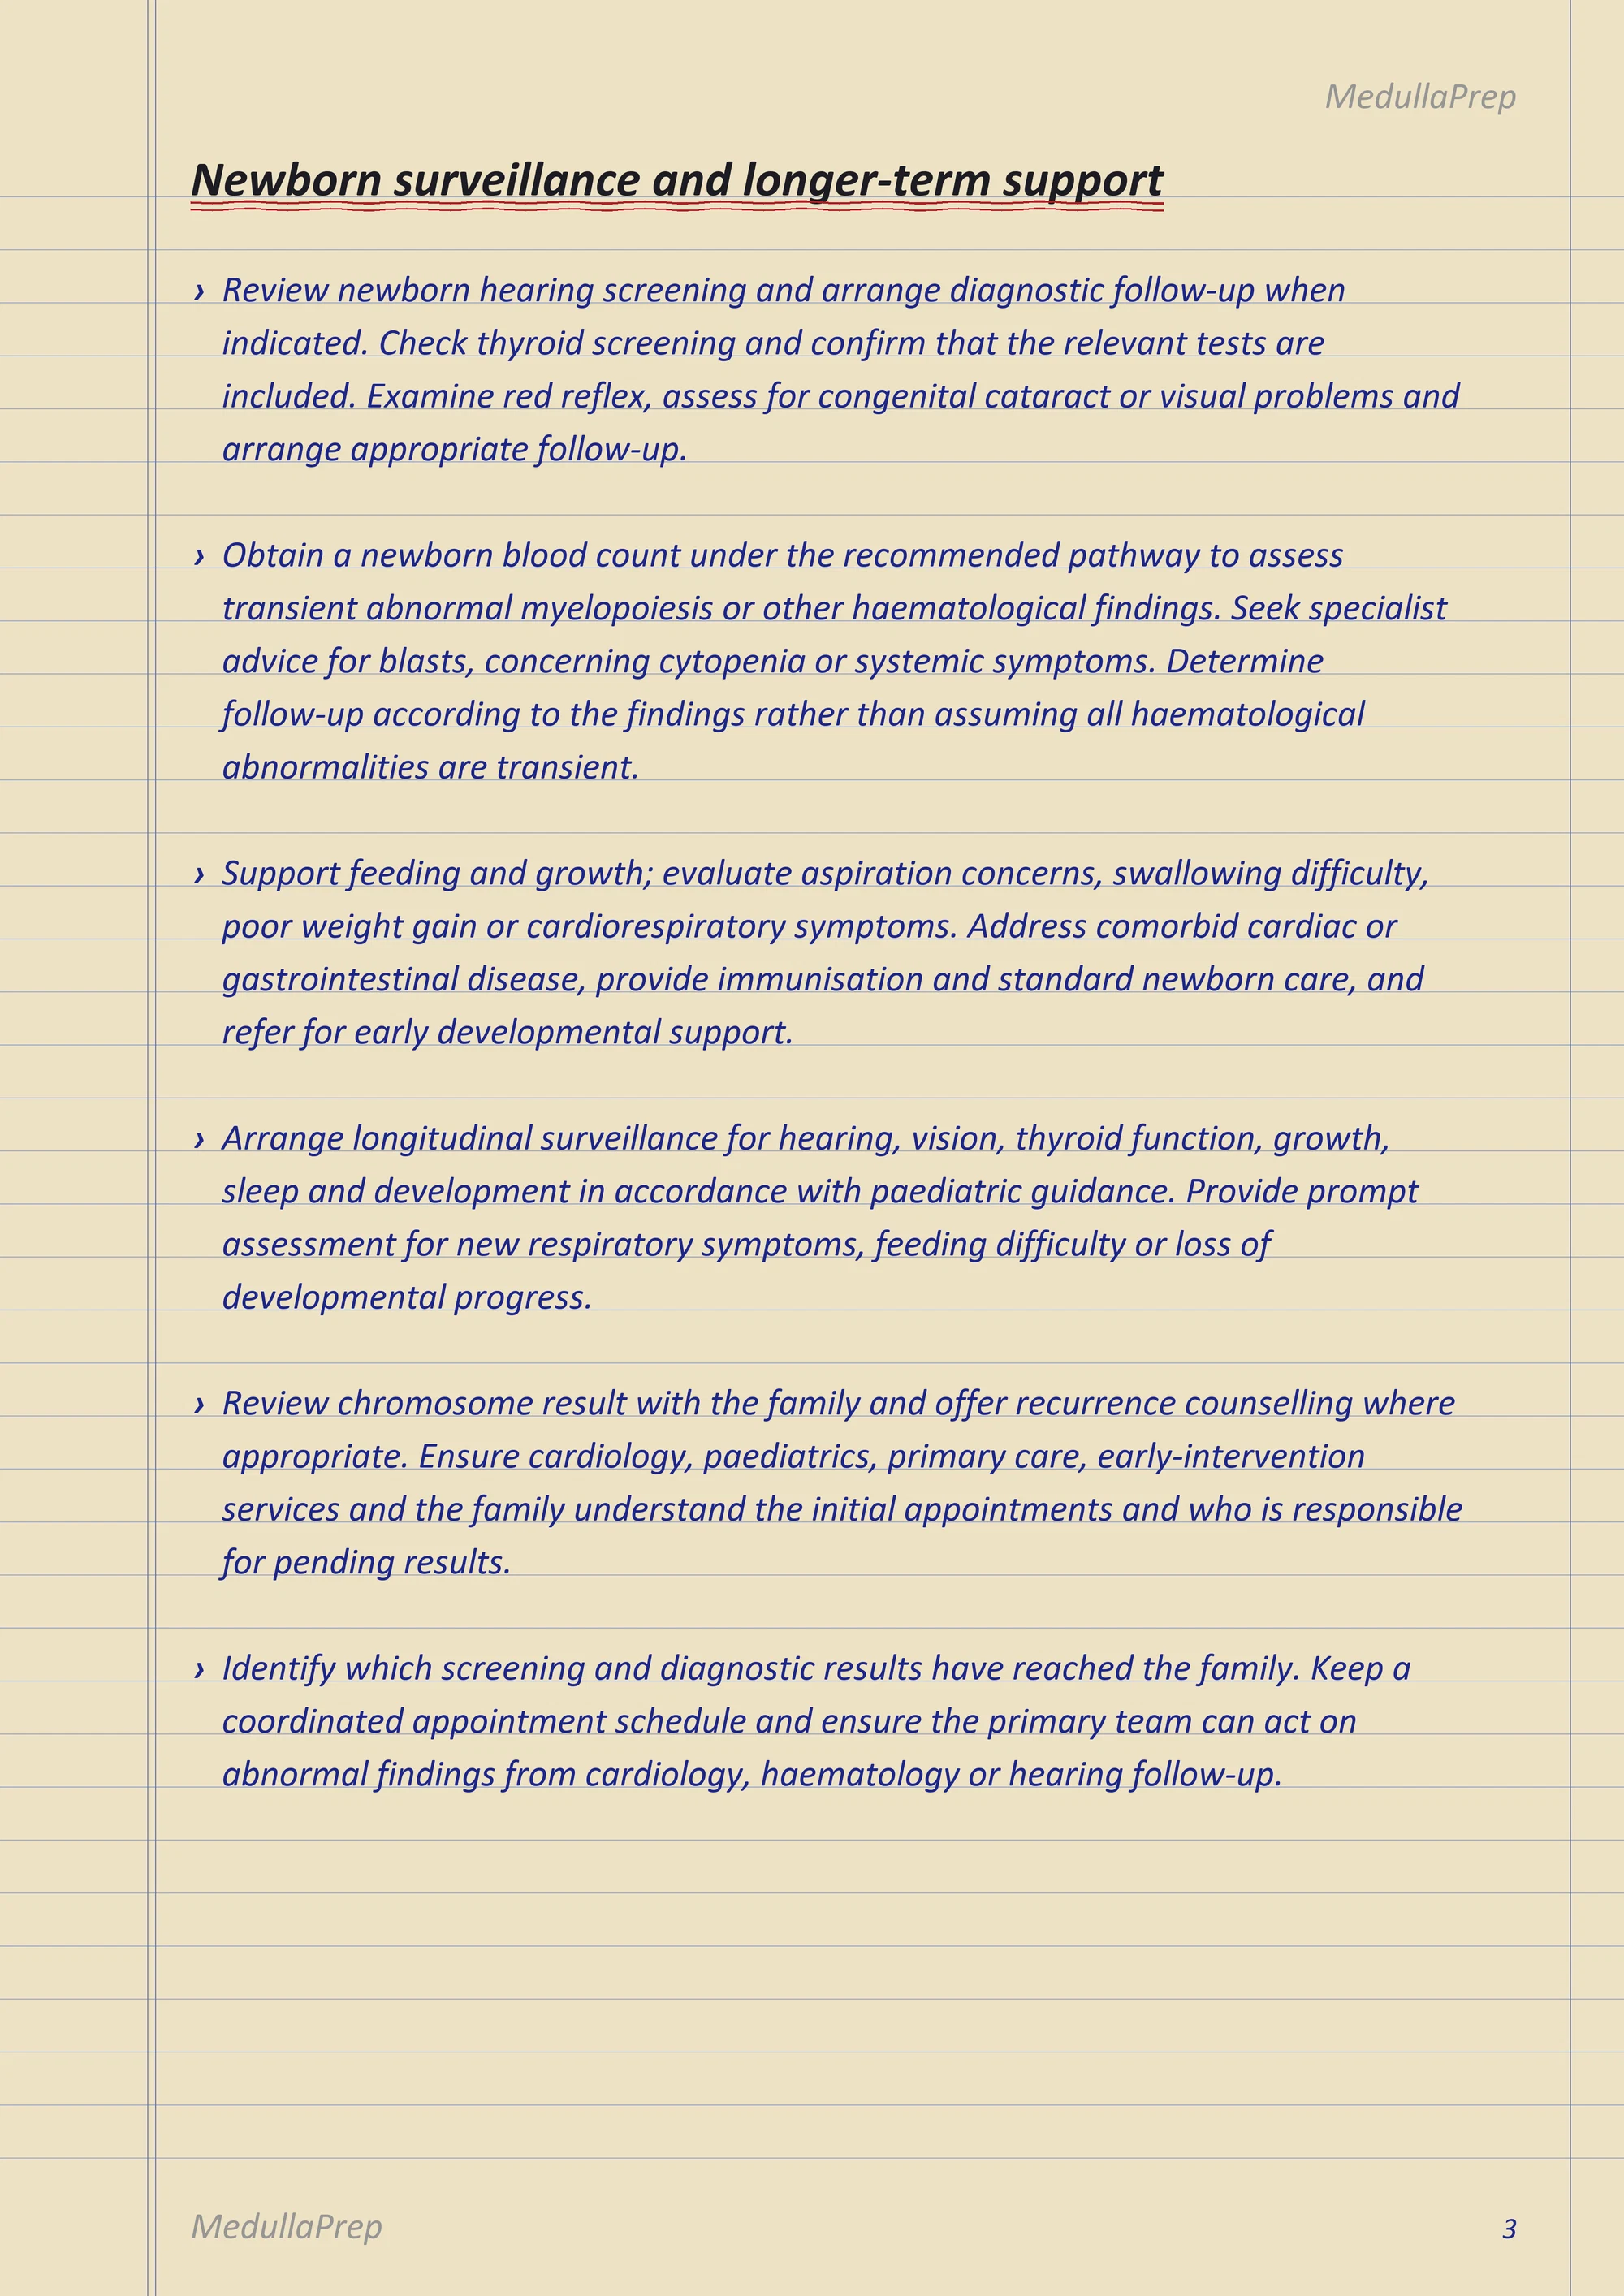 MedullaPrep
Newborn surveillance and longer-term support
› Review newborn hearing screening and arrange diagnostic follow-up when
indicated. Check thyroid screening and confirm that the relevant tests are
included. Examine red reflex, assess for congenital cataract or visual problems and
arrange appropriate follow-up.
› Obtain a newborn blood count under the recommended pathway to assess
transient abnormal myelopoiesis or other haematological findings. Seek specialist
advice for blasts, concerning cytopenia or systemic symptoms. Determine
follow-up according to the findings rather than assuming all haematological
abnormalities are transient.
› Support feeding and growth; evaluate aspiration concerns, swallowing difficulty,
poor weight gain or cardiorespiratory symptoms. Address comorbid cardiac or
gastrointestinal disease, provide immunisation and standard newborn care, and
refer for early developmental support.
› Arrange longitudinal surveillance for hearing, vision, thyroid function, growth,
sleep and development in accordance with paediatric guidance. Provide prompt
assessment for new respiratory symptoms, feeding difficulty or loss of
developmental progress.
› Review chromosome result with the family and offer recurrence counselling where
appropriate. Ensure cardiology, paediatrics, primary care, early-intervention
services and the family understand the initial appointments and who is responsible
for pending results.
› Identify which screening and diagnostic results have reached the family. Keep a
coordinated appointment schedule and ensure the primary team can act on
abnormal findings from cardiology, haematology or hearing follow-up.
MedullaPrep
3